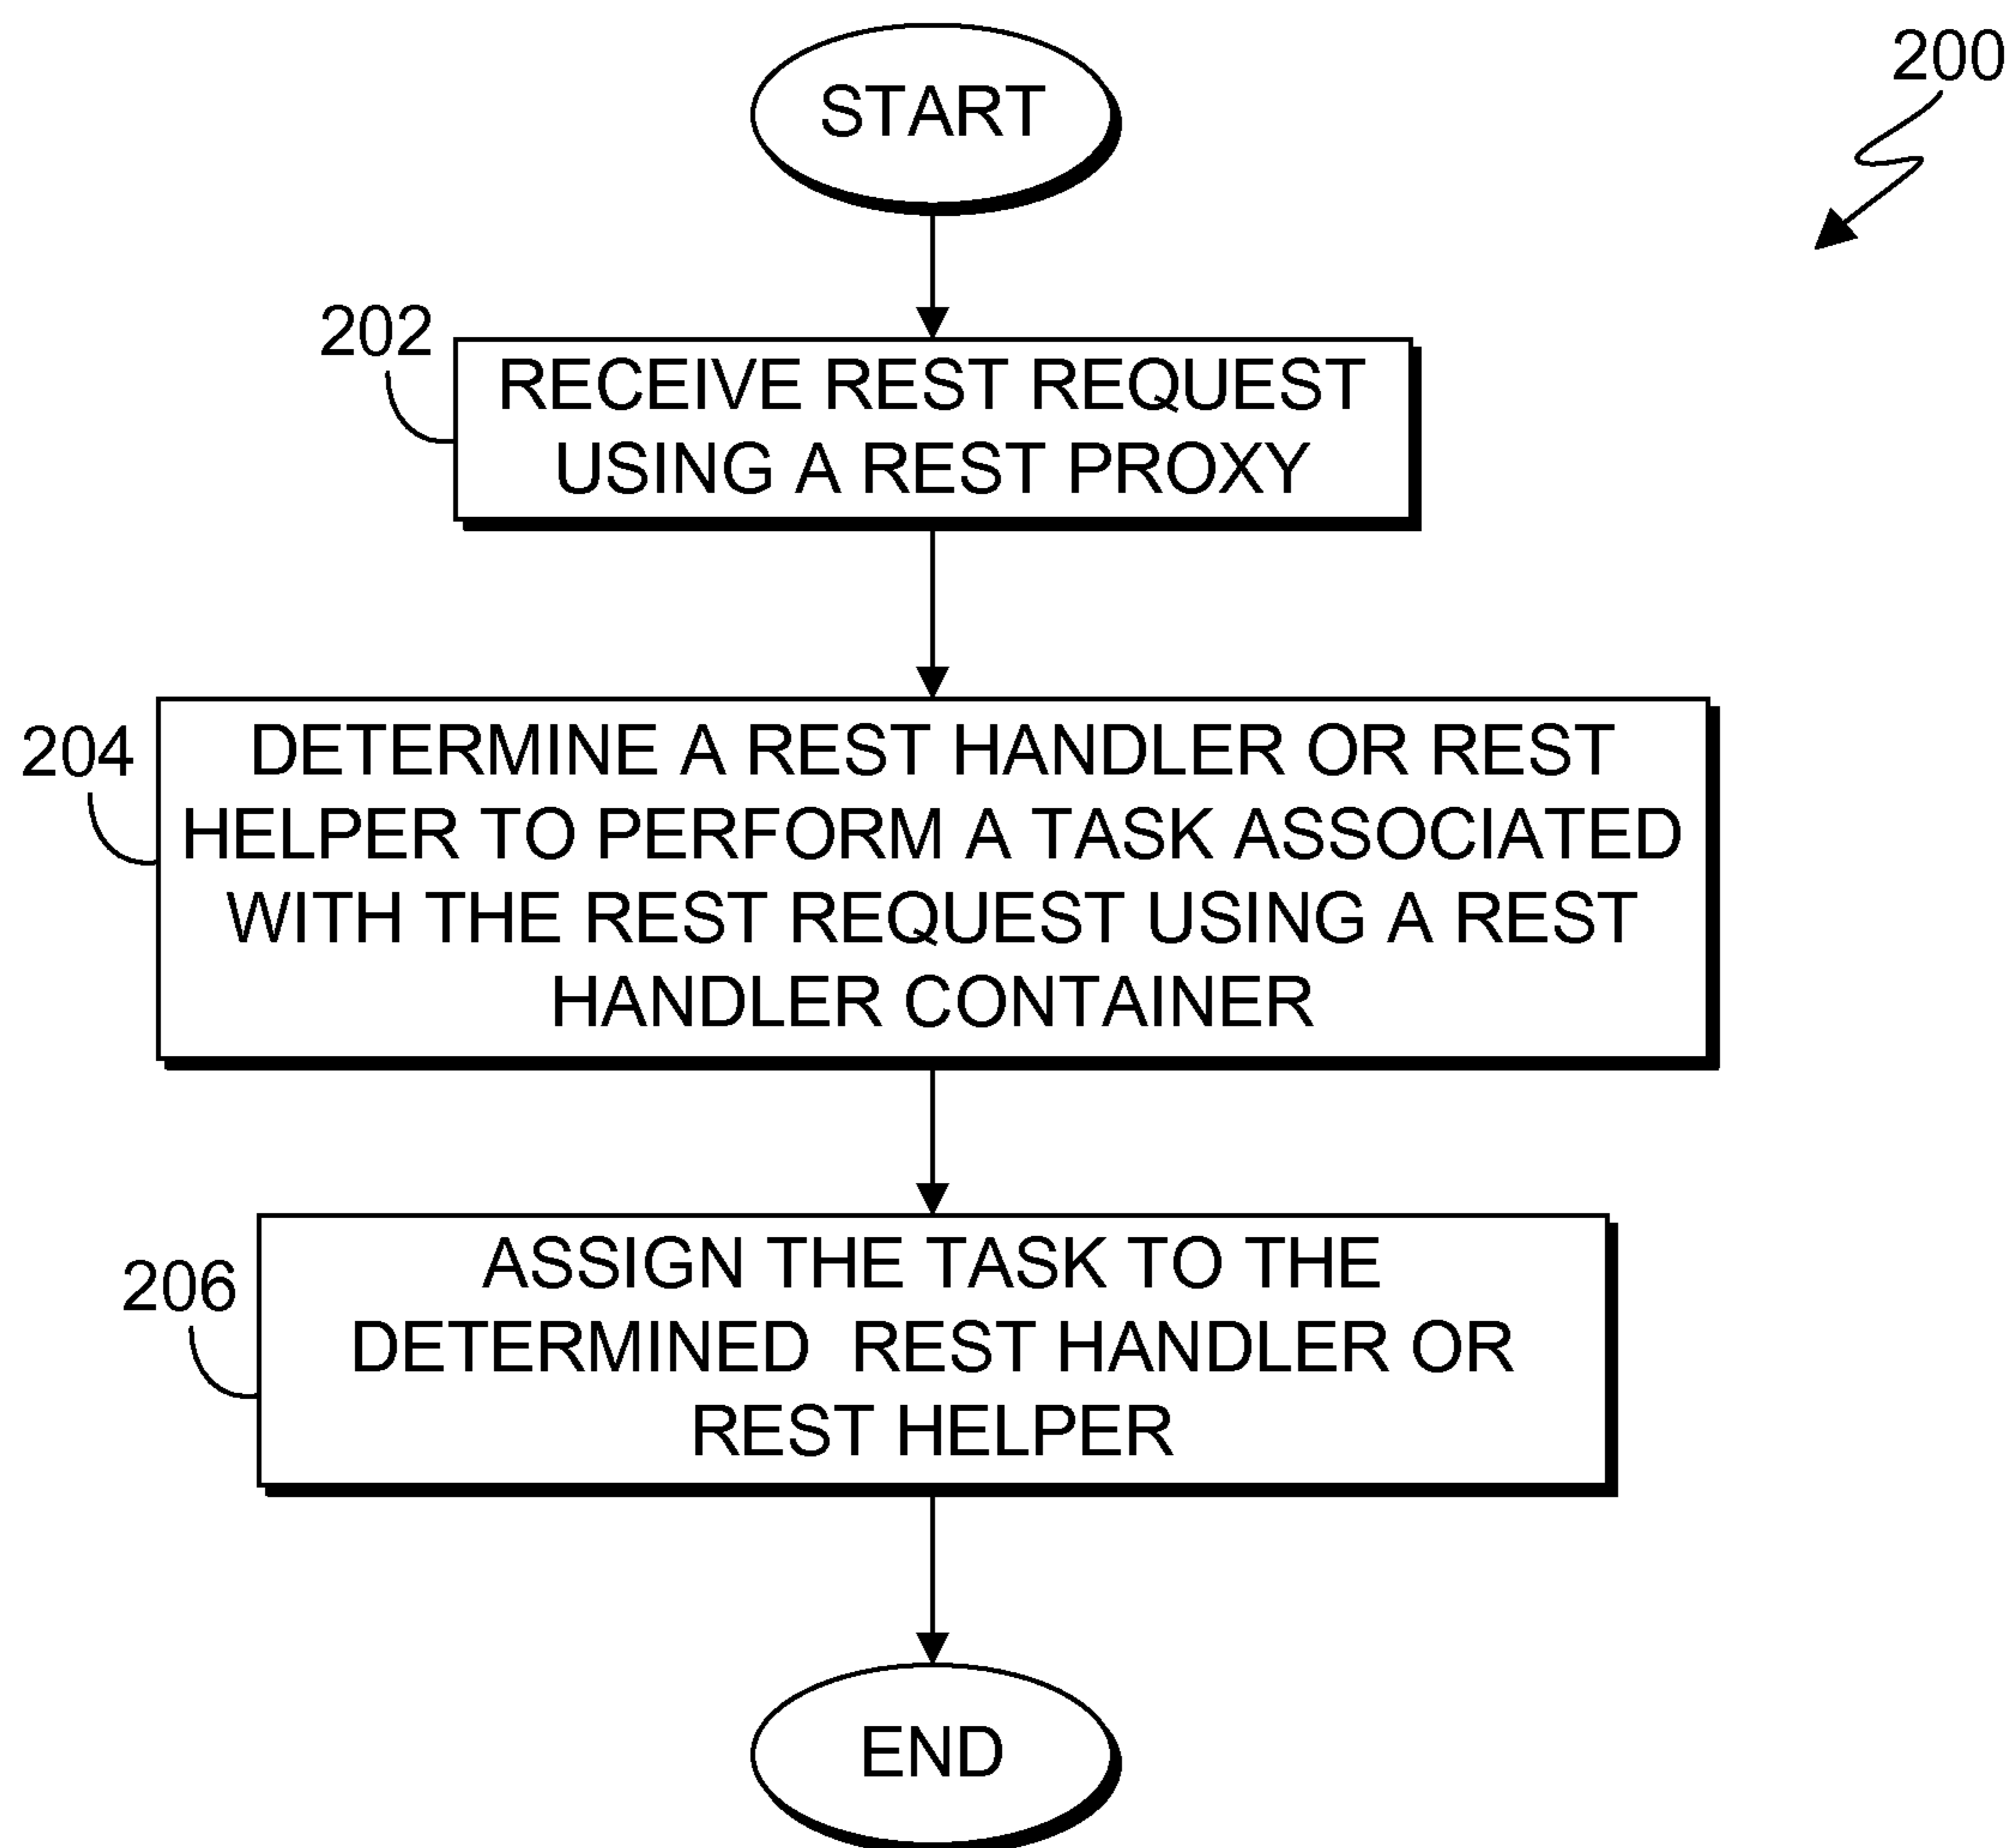 START
200
202
RECEIVE REST REQUEST
USING A REST PROXY
204
DETERMINE A REST HANDLER OR REST
HELPER TO PERFORM A TASK ASSOCIATED
WITH THE REST REQUEST USING A REST
HANDLER CONTAINER
206
ASSIGN THE TASK TO THE
DETERMINED REST HANDLER OR
REST HELPER
END